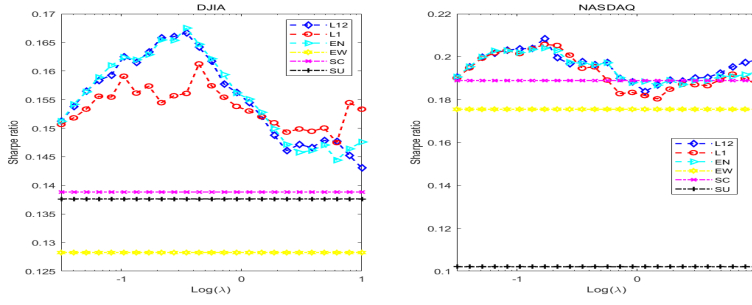 DJIA
0.17
0.165
0.16
0.155
0.15
0.145
0.14
0.135
0.13
0.125
Sharpe ratio
-1
0
1
Log(λ)
L12
L1
EN
EW
SC
SU
NASDAQ
0.22
0.2
0.18
0.16
0.14
0.12
0.1
Sharpe ratio
-1
0
Log(λ)
L12
L1
EN
EW
SC
SU